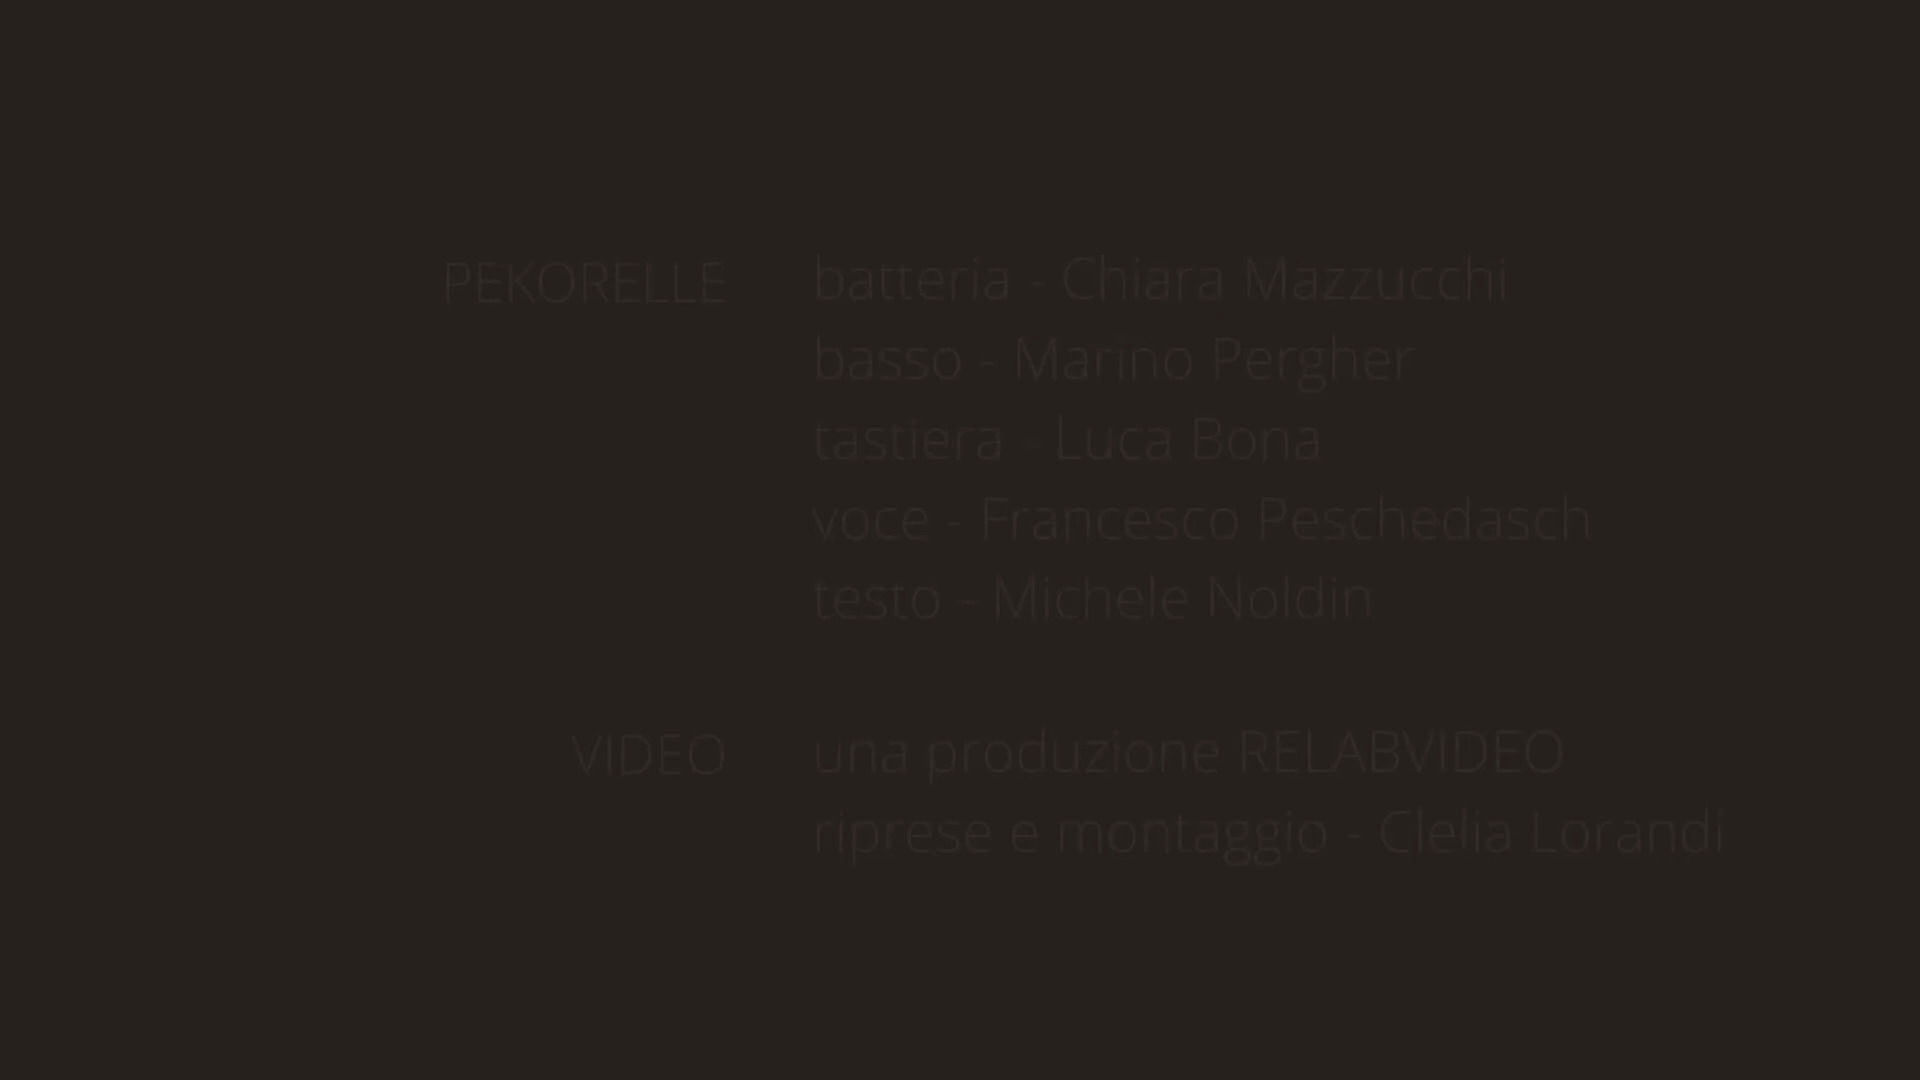 PEKORELLE batteria - Chiara Mazzucchi
basso - Marino Pergher
tastiera - Luca Bona
voce - Francesco Peschedasch
testo - Michele Noldin
VIDEO una produzione RELABVIDEO
riprese e montaggio - Clelia Lorandi